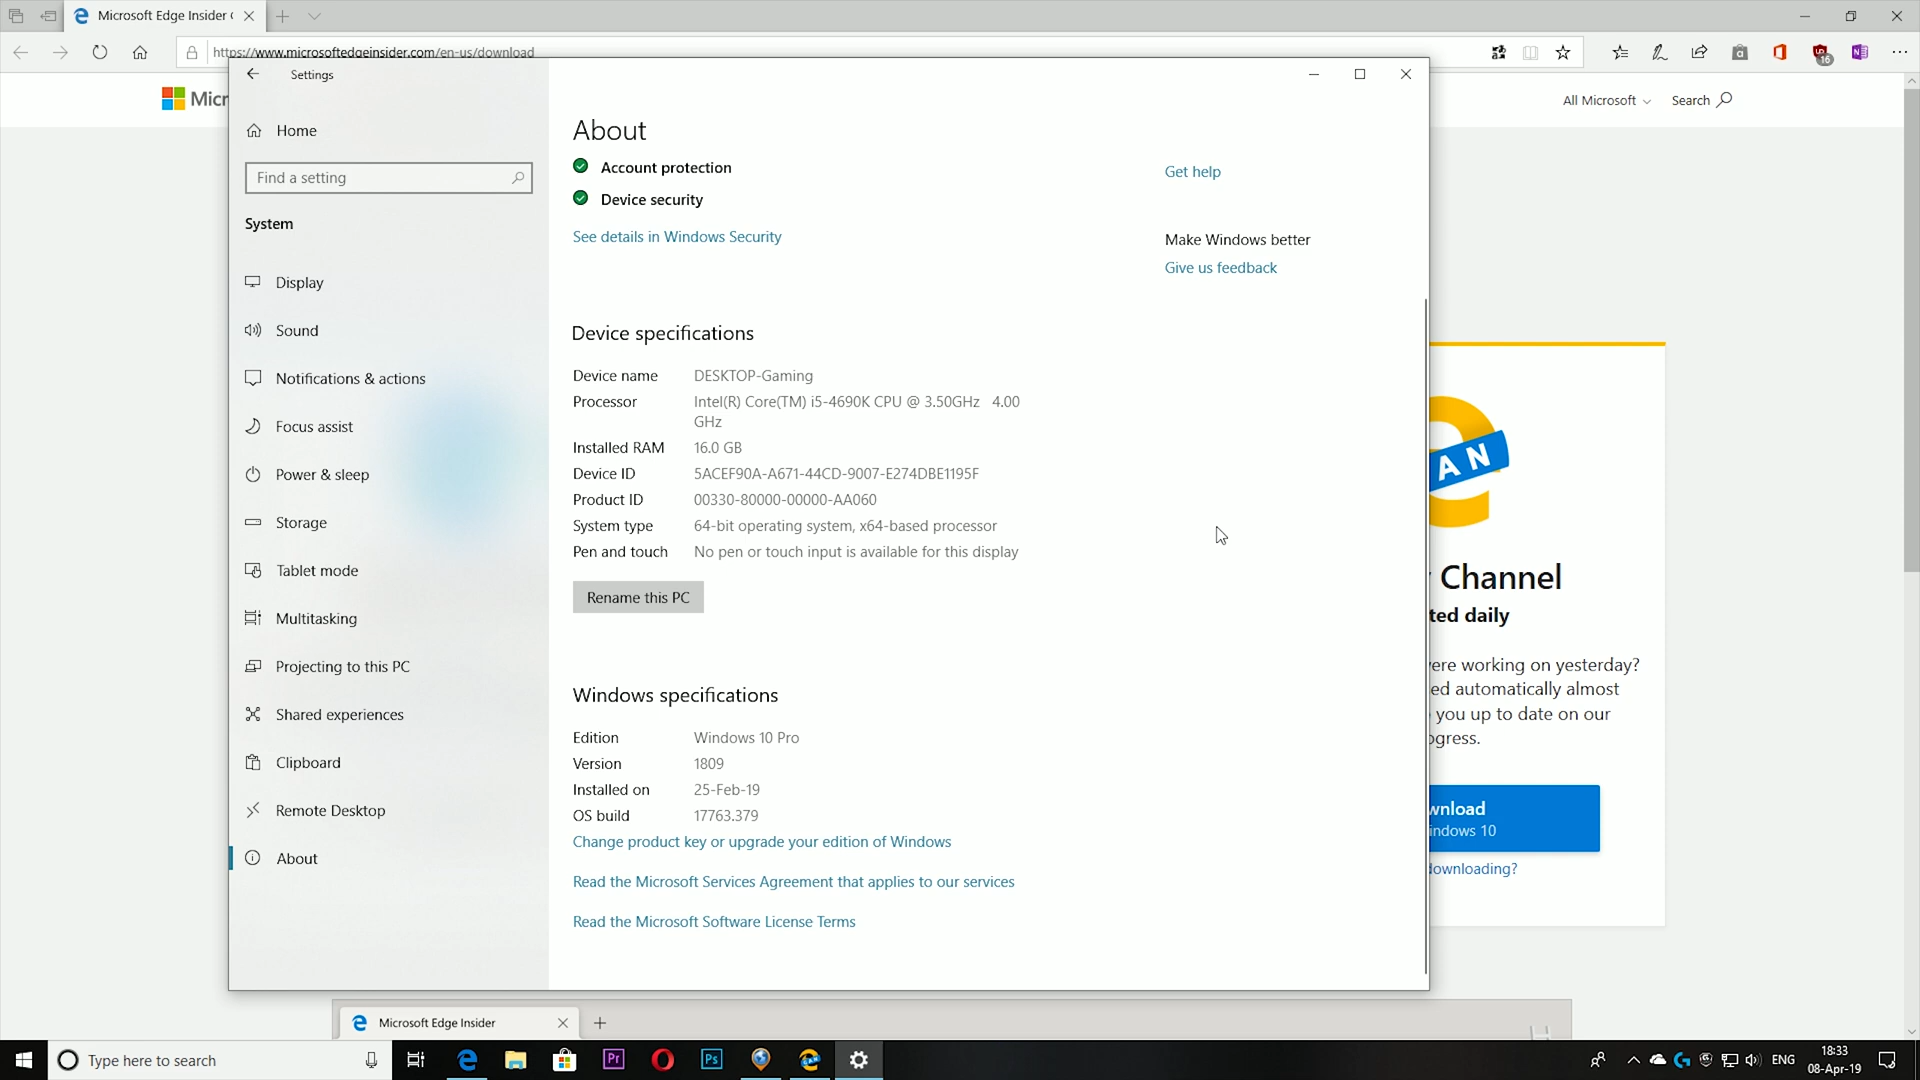 Microsoft Edge Insider
https://www.microsoftedgeinsider.com/en-us/download
16
Settings
All Microsoft
Search
Home
About
Find a setting
Account protection
Device security
See details in Windows Security
Get help
Make Windows better
Give us feedback
System
Display
Sound
Notifications & actions
Focus assist
Power & sleep
Storage
Tablet mode
Multitasking
Projecting to this PC
Shared experiences
Clipboard
Remote Desktop
About
Device specifications
Device name DESKTOP-Gaming
Processor Intel(R) Core(TM) i5-4690K CPU @ 3.50GHz 4.00
GHz
Installed RAM 16.0 GB
Device ID 5ACEF90A-A671-44CD-9007-E274DBE1195F
Product ID 00330-80000-00000-AA060
System type 64-bit operating system, x64-based processor
Pen and touch No pen or touch input is available for this display
Rename this PC
Windows specifications
Edition Windows 10 Pro
Version 1809
Installed on 25-Feb-19
OS build 17763.379
Change product key or upgrade your edition of Windows
Read the Microsoft Services Agreement that applies to our services
Read the Microsoft Software License Terms
AN
Channel
ted daily
ere working on yesterday?
ed automatically almost
you up to date on our
ogress.
wnload
indows 10
downloading?
Microsoft Edge Insider
Type here to search
Pr
Ps
CAN
ENG
18:33
08-Apr-19